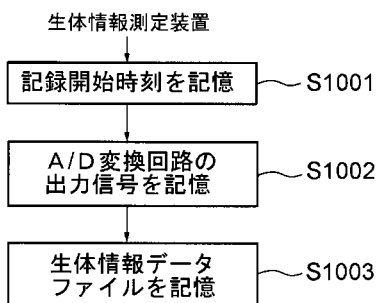 生体情報測定装置
記録開始時刻を記憶
S1001
A/D変換回路の
出力信号を記憶
S1002
生体情報データ
ファイルを記憶
S1003